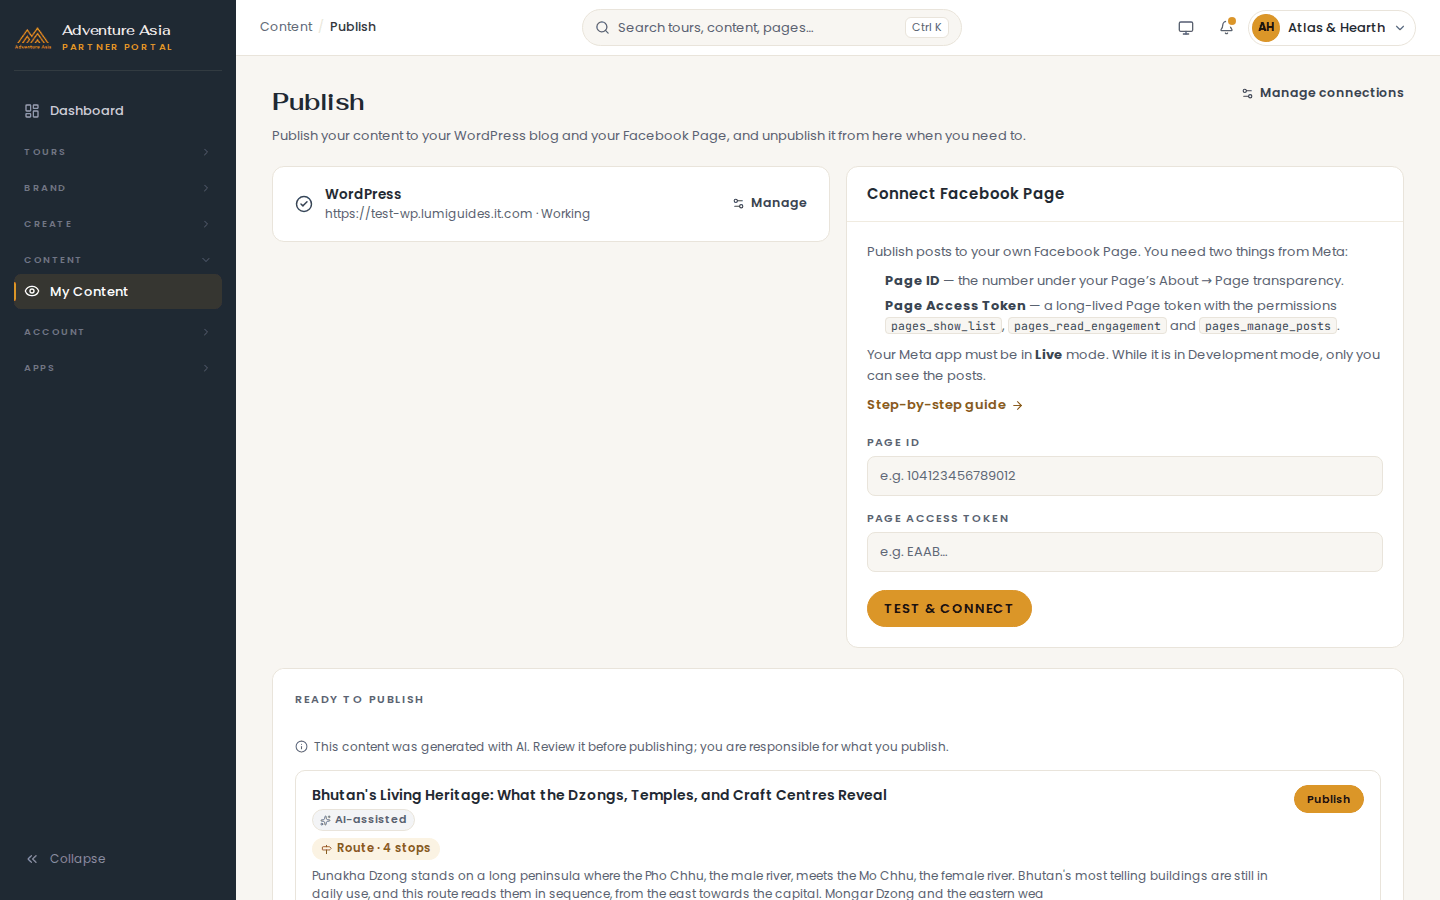 Adventure Asia
PARTNER PORTAL
Adventure Asia
Dashboard
TOURS
BRAND
CREATE
CONTENT
My Content
ACCOUNT
APPS
Collapse
Content / Publish
Search tours, content, pages...
Ctrl K
AH
Atlas & Hearth
Publish
Manage connections
Publish your content to your WordPress blog and your Facebook Page, and unpublish it from here when you need to.
WordPress
https://test-wp.lumiguides.it.com · Working
Manage
Connect Facebook Page
Publish posts to your own Facebook Page. You need two things from Meta:
Page ID — the number under your Page’s About → Page transparency.
Page Access Token — a long-lived Page token with the permissions
pages_show_list, pages_read_engagement and pages_manage_posts.
Your Meta app must be in Live mode. While it is in Development mode, only you
can see the posts.
Step-by-step guide →
PAGE ID
e.g. 104123456789012
PAGE ACCESS TOKEN
e.g. EAAB...
TEST & CONNECT
READY TO PUBLISH
This content was generated with AI. Review it before publishing; you are responsible for what you publish.
Bhutan's Living Heritage: What the Dzongs, Temples, and Craft Centres Reveal
Publish
AI-assisted
Route · 4 stops
Punakha Dzong stands on a long peninsula where the Pho Chhu, the male river, meets the Mo Chhu, the female river. Bhutan's most telling buildings are still in
daily use, and this route reads them in sequence, from the east towards the capital. Mongar Dzong and the eastern wea